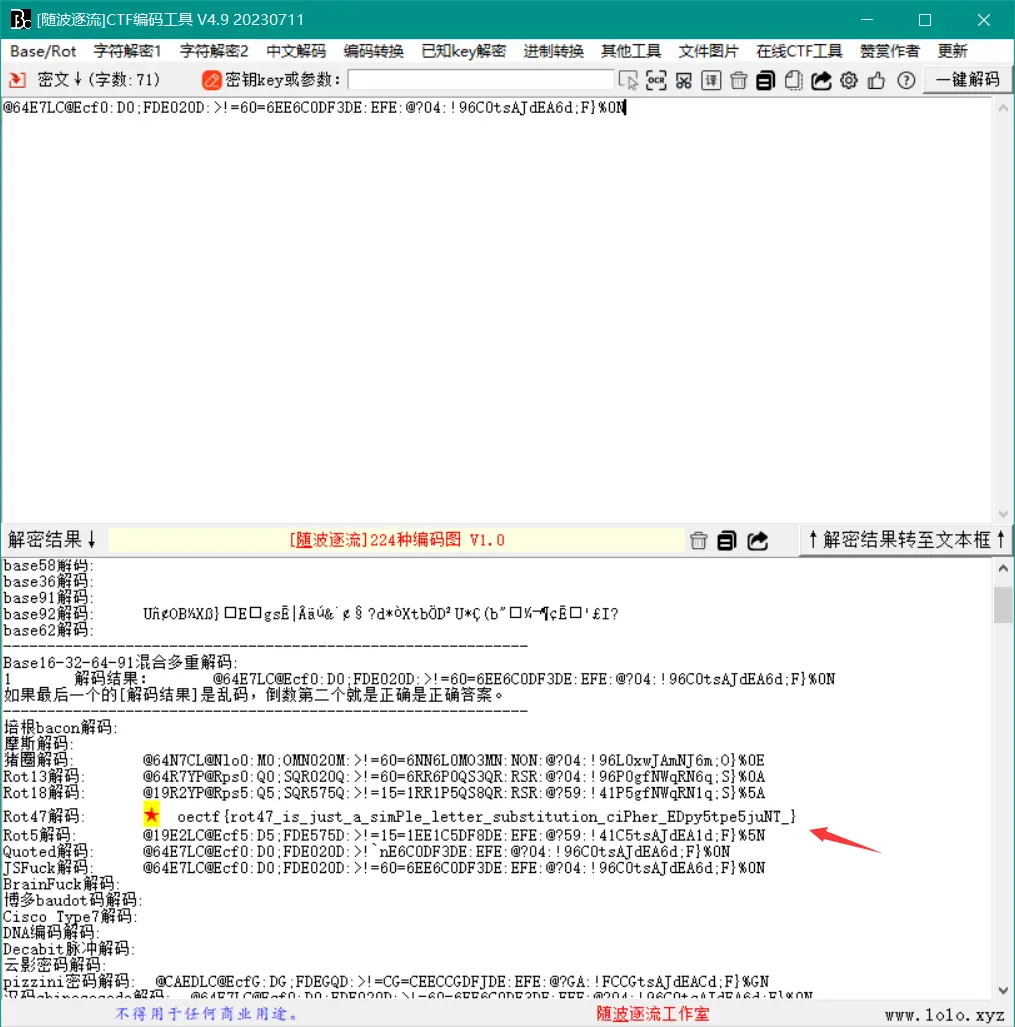 [随波逐流]CTF编码工具 V4.9 20230711
Base/Rot 字符解密1 字符解密2 中文解码 编码转换 已知key解密 进制转换 其他工具 文件图片 在线CTF工具 赞赏作者 更新
密文↓(字数:71) 密钥key或参数: OCR 译 一键解码
@64E7LC@Ecf0:D0;FDE020D:>!=60=6EE6C0DF3DE:EFE:@?04:!96C0tsAJdEA6d;F}%0N
解密结果↓ [随波逐流]224种编码图 V1.0 ↑解密结果转至文本框↑
base58解码:
base36解码:
base91解码:
base92解码:
base62解码:
Base16-32-64-91混合多重解码:
1 解码结果: @64E7LC@Ecf0:D0;FDE020D:>!=60=6EE6C0DF3DE:EFE:@?04:!96C0tsAJdEA6d;F}%0N
如果最后一个的[解码结果]是乱码，倒数第二个就是正确是正确答案。
培根bacon解码:
摩斯解码:
猪圈解码: @64N7CL@Nlo0:M0;OMN020M:>!=60=6NN6L0MO3MN:NON:@?04:!96L0xwJAmNJ6m;O}%0E
Rot13解码: @64R7YP@Rps0:Q0;SQR020Q:>!=60=6RR6P0QS3QR:RSR:@?04:!96P0gfNWqRN6q;S}%0A
Rot18解码: @19R2YP@Rps5:Q5;SQR575Q:>!=15=1RR1P5QS8QR:RSR:@?59:!41P5gfNWqRN1q;S}%5A
Rot47解码: ★ oectf{rot47_is_just_a_simPle_letter_substitution_ciPher_EDpy5tpe5juNT_}
Rot5解码: @19E2LC@Ecf5:D5;FDE575D:>!=15=1EE1C5DF8DE:EFE:@?59:!41C5tsAJdEA1d;F}%5N
Quoted解码: @64E7LC@Ecf0:D0;FDE020D:>!`nE6C0DF3DE:EFE:@?04:!96C0tsAJdEA6d;F}%0N
JSFuck解码: @64E7LC@Ecf0:D0;FDE020D:>!=60=6EE6C0DF3DE:EFE:@?04:!96C0tsAJdEA6d;F}%0N
BrainFuck解码:
博多baudot码解码:
Cisco Type7解码:
DNA编码解码:
Decabit脉冲解码:
云影密码解码:
pizzini密码解码: @CAEDLC@EcfG:DG;FDEGQD:>!=CG=CEECCGDFJDE:EFE:@?GA:!FCCGtsAJdEACd;F}%GN
不得用于任何商业用途。 随波逐流工作室 www.1o1o.xyz